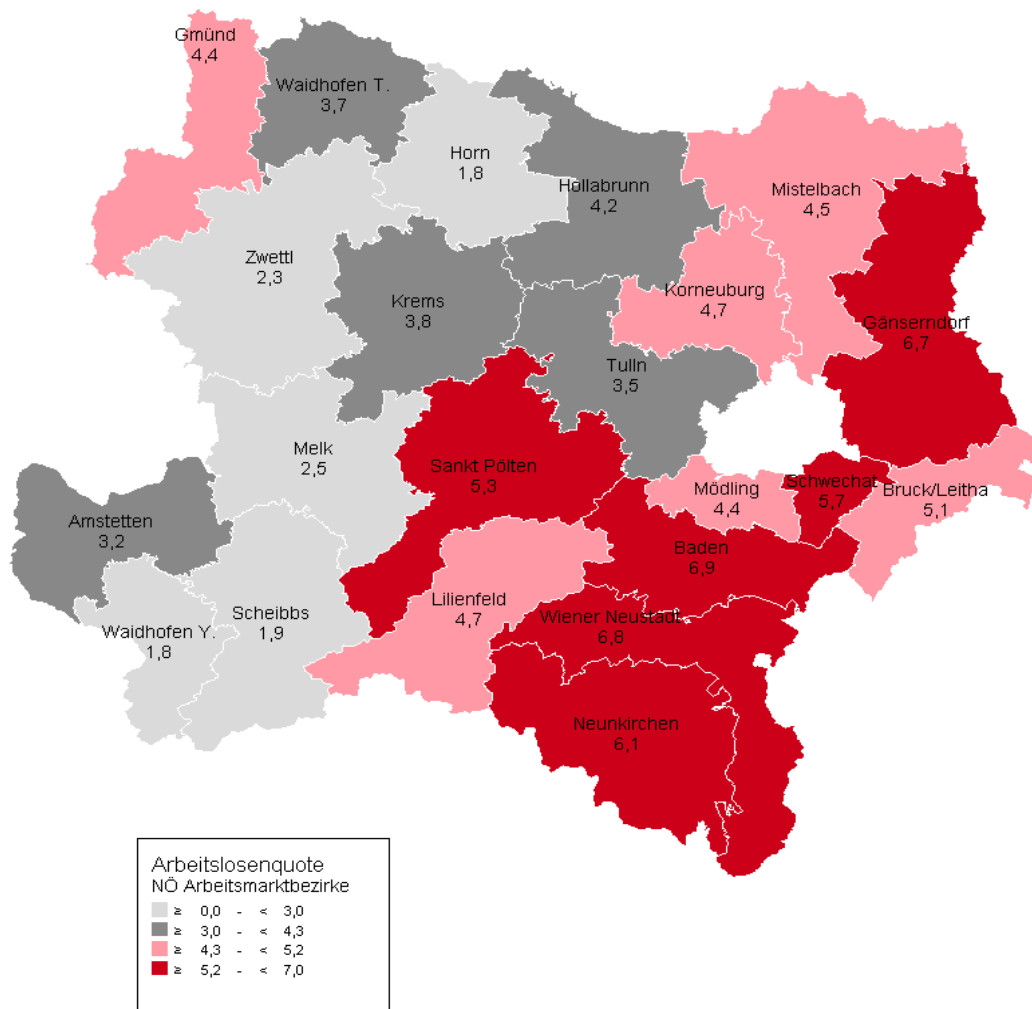 Gmünd
4,4
Waidhofen T.
3,7
Horn
1,8
Hollabrunn
4,2
Mistelbach
4,5
Zwettl
2,3
Krems
3,8
Korneuburg
4,7
Gänserndorf
6,7
Tulln
3,5
Melk
2,5
Sankt Pölten
5,3
Mödling
4,4
Schwechat
5,7
Bruck/Leitha
5,1
Amstetten
3,2
Baden
6,9
Scheibbs
1,9
Lilienfeld
4,7
Wiener Neustadt
6,8
Waidhofen Y.
1,8
Neunkirchen
6,1
Arbeitslosenquote
NÖ Arbeitsmarktbezirke
≥ 0,0 - < 3,0
≥ 3,0 - < 4,3
≥ 4,3 - < 5,2
≥ 5,2 - < 7,0